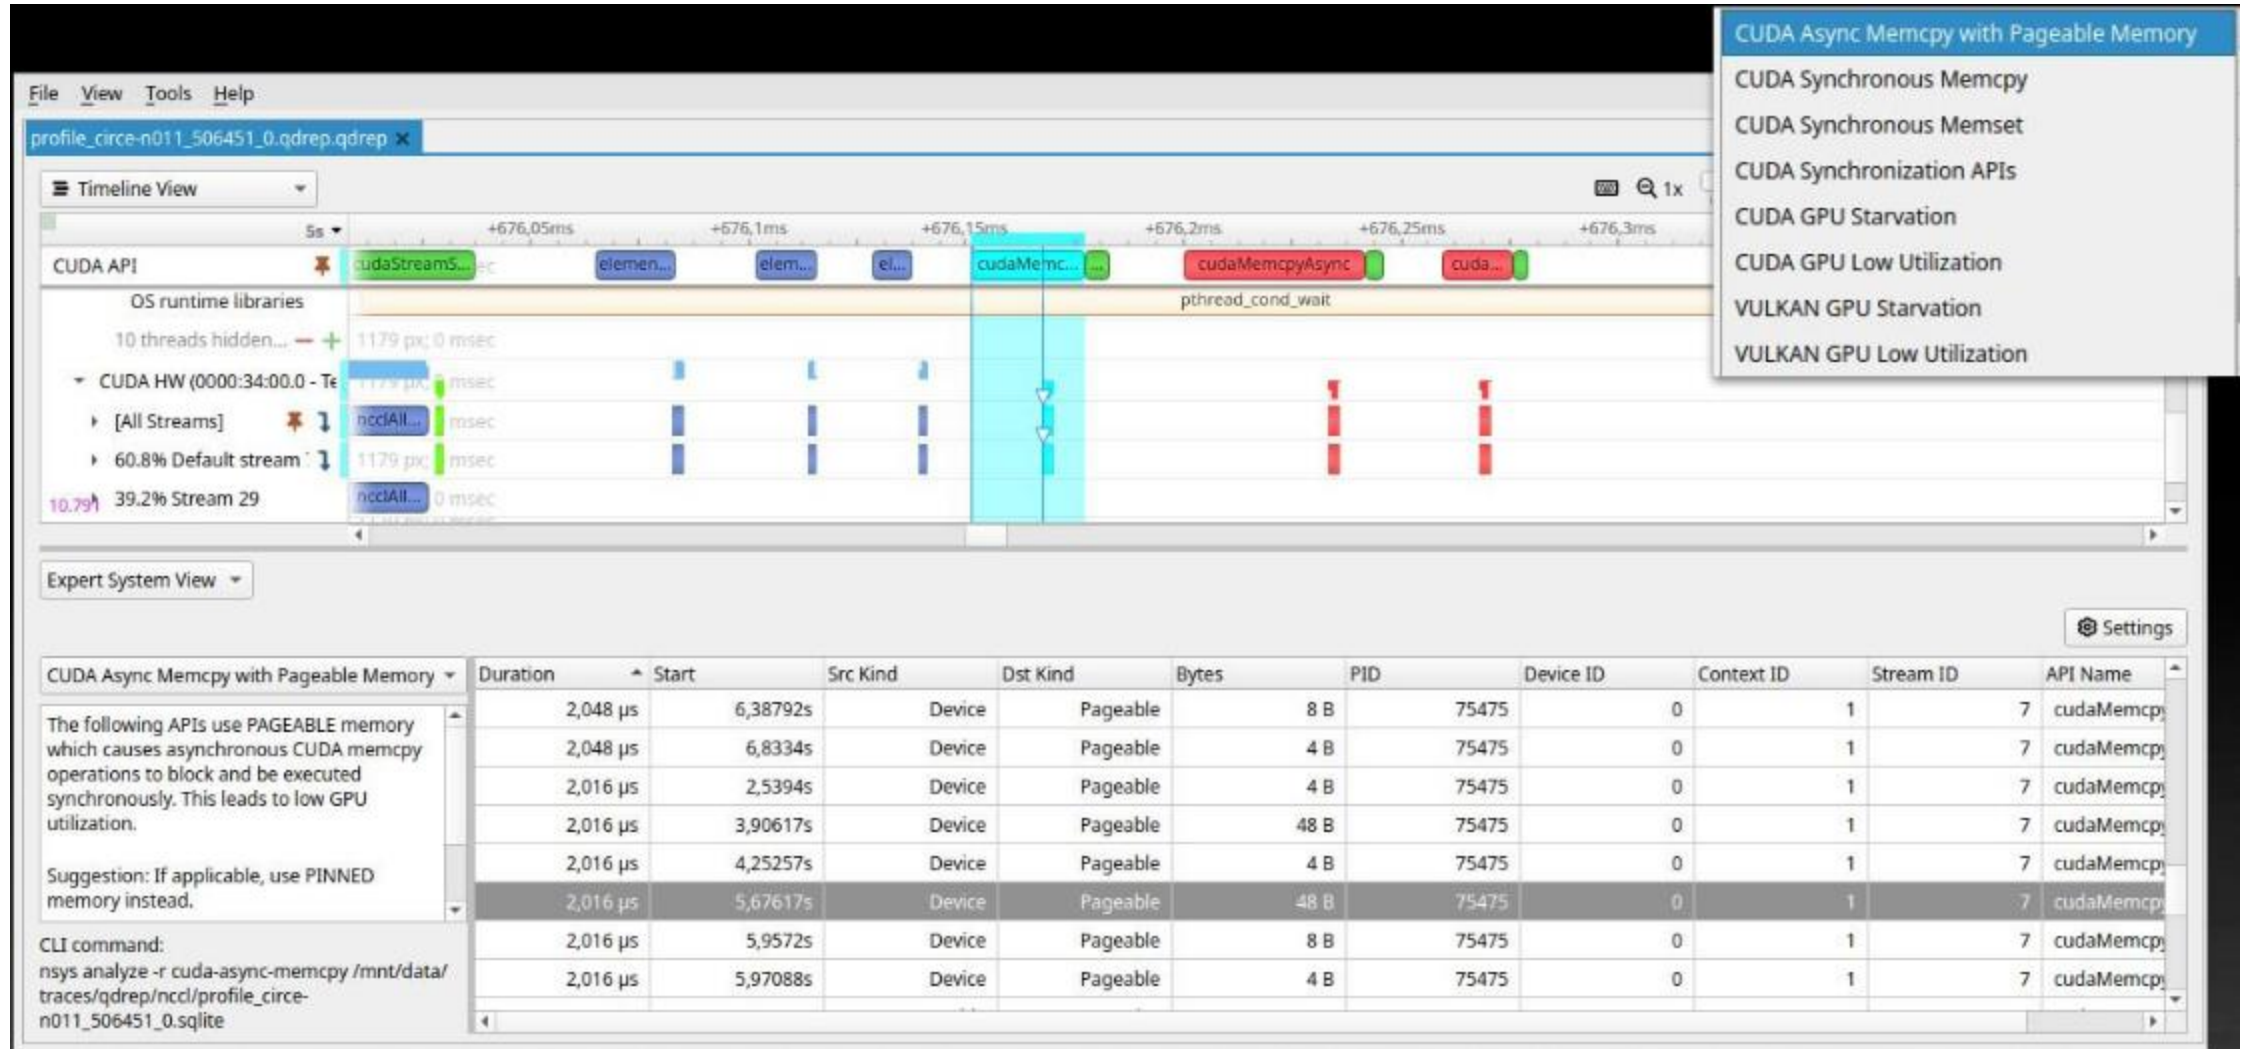 CUDA Async Memcpy with Pageable Memory
CUDA Synchronous Memcpy
CUDA Synchronous Memset
CUDA Synchronization APIs
CUDA GPU Starvation
CUDA GPU Low Utilization
VULKAN GPU Starvation
VULKAN GPU Low Utilization
File View Tools Help
profile_circe-n011_506451_0.qdrep.qdrep
Timeline View 1x
5s +676,05ms +676,1ms +676,15ms +676,2ms +676,25ms +676,3ms
CUDA API cudaStreamS... elemen... elem... el... cudaMemc... ... cudaMemcpyAsync cuda...
OS runtime libraries pthread_cond_wait
10 threads hidden... 1179 px; 0 msec
CUDA HW (0000:34:00.0 - Te 1179 px; msec
[All Streams] ncclAll... msec
60.8% Default stream 1179 px; msec
10.79 39.2% Stream 29 ncclAll... 0 msec
Expert System View
Settings
CUDA Async Memcpy with Pageable Memory
The following APIs use PAGEABLE memory
which causes asynchronous CUDA memcpy
operations to block and be executed
synchronously. This leads to low GPU
utilization.
Suggestion: If applicable, use PINNED
memory instead.
CLI command:
nsys analyze -r cuda-async-memcpy /mnt/data/
traces/qdrep/nccl/profile_circe-
n011_506451_0.sqlite
Duration Start Src Kind Dst Kind Bytes PID Device ID Context ID Stream ID API Name
2,048 μs 6,38792s Device Pageable 8 B 75475 0 1 7 cudaMemcpy
2,048 μs 6,8334s Device Pageable 4 B 75475 0 1 7 cudaMemcpy
2,016 μs 2,5394s Device Pageable 4 B 75475 0 1 7 cudaMemcpy
2,016 μs 3,90617s Device Pageable 48 B 75475 0 1 7 cudaMemcpy
2,016 μs 4,25257s Device Pageable 4 B 75475 0 1 7 cudaMemcpy
2,016 μs 5,67617s Device Pageable 48 B 75475 0 1 7 cudaMemcpy
2,016 μs 5,9572s Device Pageable 8 B 75475 0 1 7 cudaMemcpy
2,016 μs 5,97088s Device Pageable 4 B 75475 0 1 7 cudaMemcpy